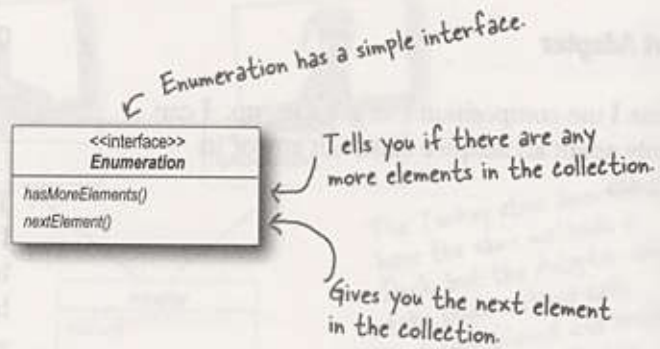 Enumeration has a simple interface.
<<interface>>
Enumeration
hasMoreElements()
nextElement()
Tells you if there are any
more elements in the collection.
Gives you the next element
in the collection.